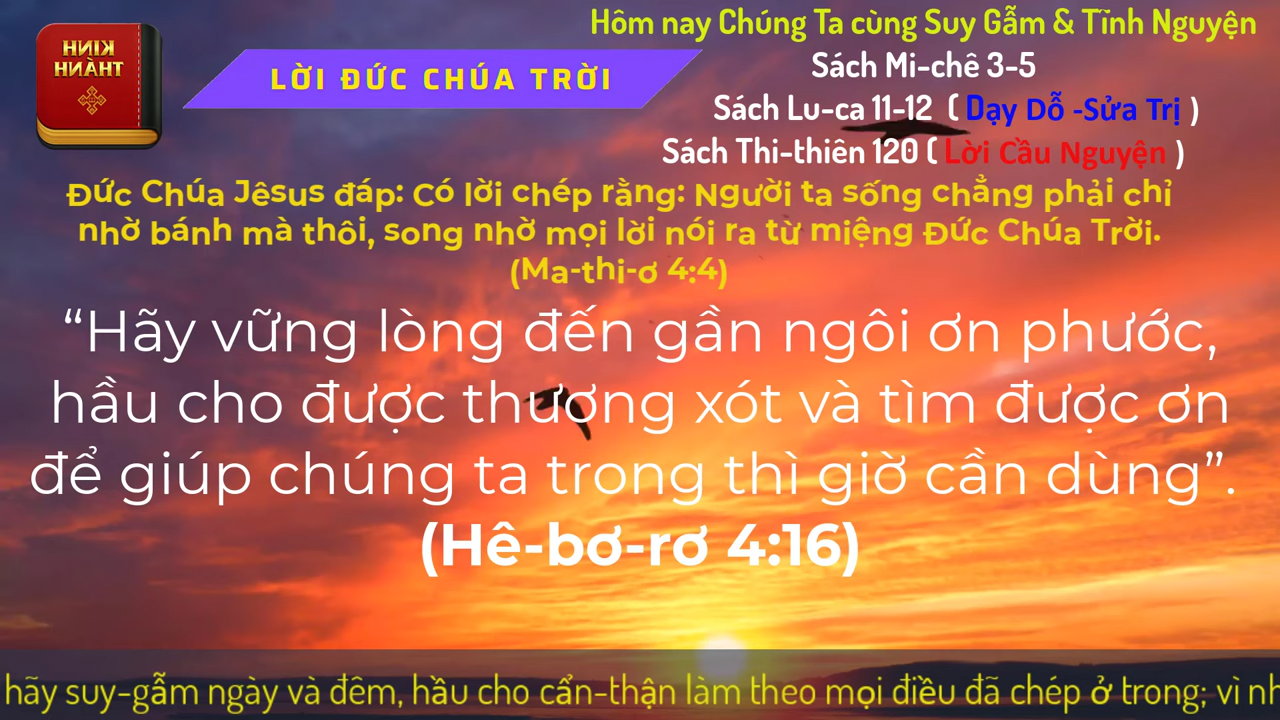 KINH
THÁNH
LỜI ĐỨC CHÚA TRỜI
Hôm nay Chúng Ta cùng Suy Gẫm & Tĩnh Nguyện
Sách Mi-chê 3-5
Sách Lu-ca 11-12 ( Dạy Dỗ -Sửa Trị )
Sách Thi-thiên 120 ( Lời Cầu Nguyện )
Đức Chúa Jêsus đáp: Có lời chép rằng: Người ta sống chẳng phải chỉ
nhờ bánh mà thôi, song nhờ mọi lời nói ra từ miệng Đức Chúa Trời.
(Ma-thi-ơ 4:4)
“Hãy vững lòng đến gần ngôi ơn phước,
hầu cho được thương xót và tìm được ơn
để giúp chúng ta trong thì giờ cần dùng”.
(Hê-bơ-rơ 4:16)
hãy suy-gẫm ngày và đêm, hầu cho cẩn-thận làm theo mọi điều đã chép ở trong; vì nh